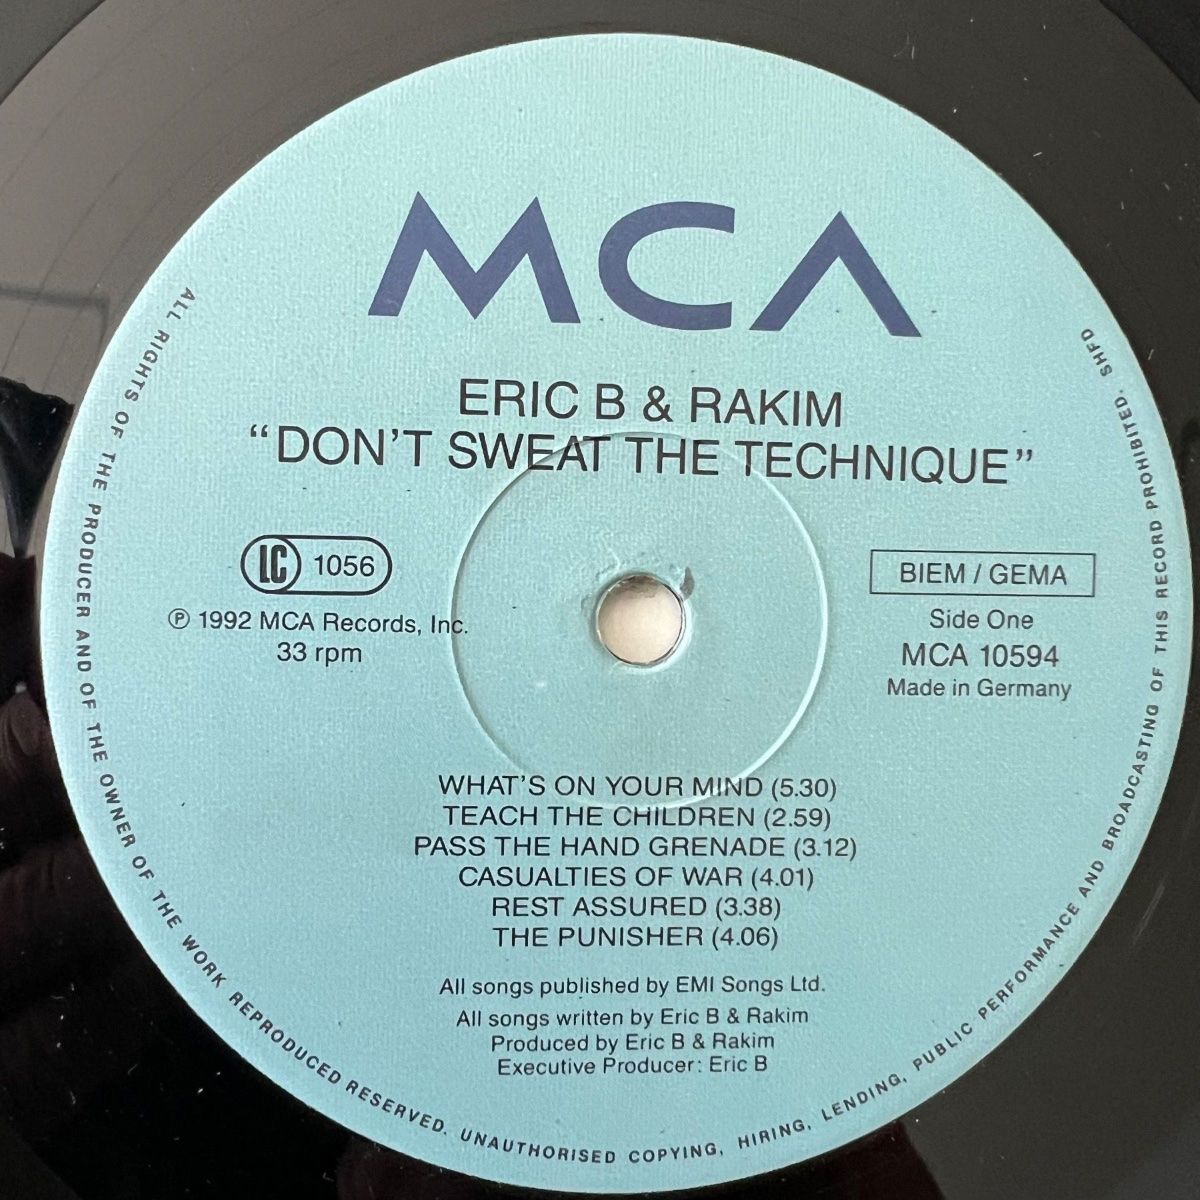 MCA
ERIC B & RAKIM
"DON'T SWEAT THE TECHNIQUE"
LC 1056
℗ 1992 MCA Records, Inc.
33 rpm
BIEM / GEMA
Side One
MCA 10594
Made in Germany
WHAT'S ON YOUR MIND (5.30)
TEACH THE CHILDREN (2.59)
PASS THE HAND GRENADE (3.12)
CASUALTIES OF WAR (4.01)
REST ASSURED (3.38)
THE PUNISHER (4.06)
All songs published by EMI Songs Ltd.
All songs written by Eric B & Rakim
Produced by Eric B & Rakim
Executive Producer: Eric B
ALL RIGHTS OF THE PRODUCER AND OF THE OWNER OF THE WORK REPRODUCED RESERVED. UNAUTHORISED COPYING, HIRING, LENDING, PUBLIC PERFORMANCE AND BROADCASTING OF THIS RECORD PROHIBITED. SHFD